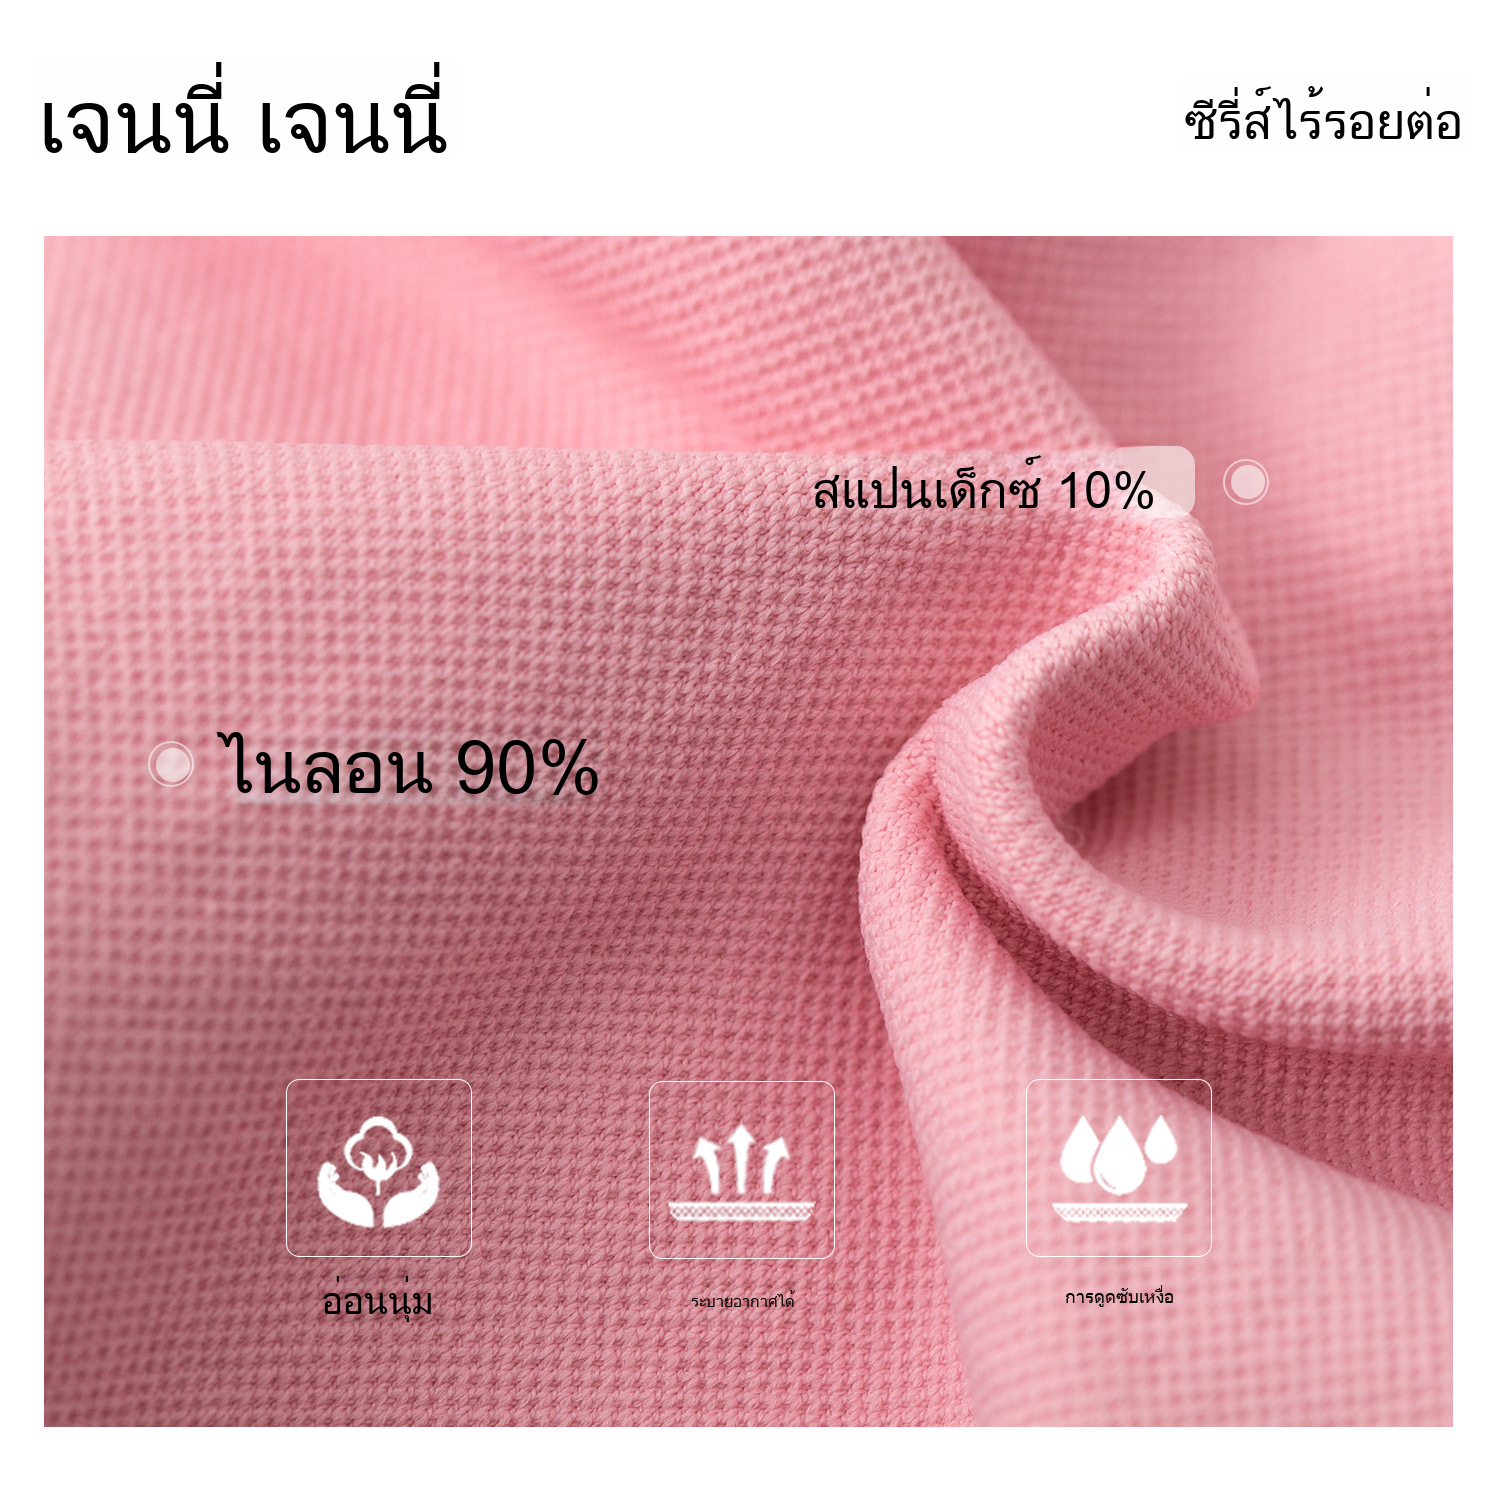 เจนนี่ เจนนี่
ซีรี่ส์ไร้รอยต่อ
สแปนเด็กซ์ 10%
ไนลอน 90%
อ่อนนุ่ม
ระบายอากาศได้
การดูดซับเหงื่อ